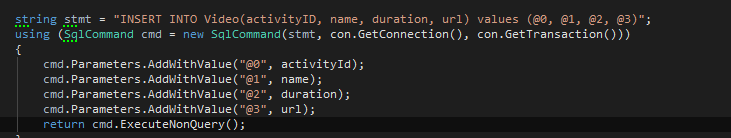 string stmt = "INSERT INTO Video(activityID, name, duration, url) values (@0, @1, @2, @3)";
using (SqlCommand cmd = new SqlCommand(stmt, con.GetConnection(), con.GetTransaction()))
{
cmd.Parameters.AddWithValue("@0", activityId);
cmd.Parameters.AddWithValue("@1", name);
cmd.Parameters.AddWithValue("@2", duration);
cmd.Parameters.AddWithValue("@3", url);
return cmd.ExecuteNonQuery();